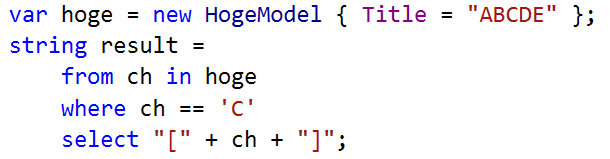 var hoge = new HogeModel { Title = "ABCDE" };
string result =
    from ch in hoge
    where ch == 'C'
    select "[" + ch + "]";